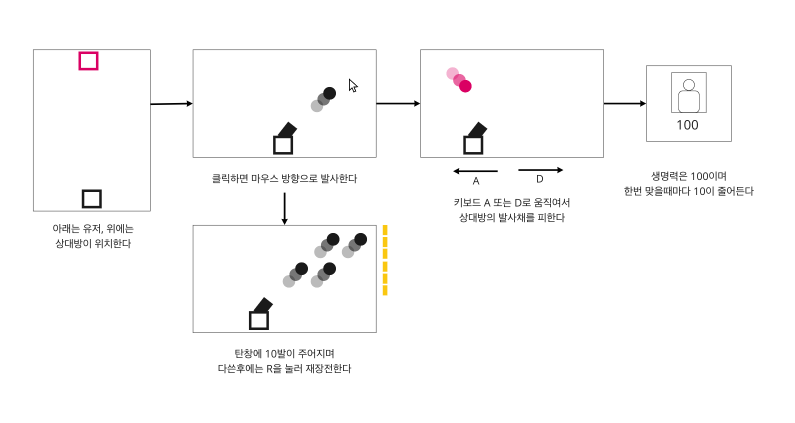 아래는 유저, 위에는
상대방이 위치한다
클릭하면 마우스 방향으로 발사한다
탄창에 10발이 주어지며
다쓴후에는 R을 눌러 재장전한다
A
D
키보드 A 또는 D로 움직여서
상대방의 발사체를 피한다
100
생명력은 100이며
한번 맞을때마다 10이 줄어든다